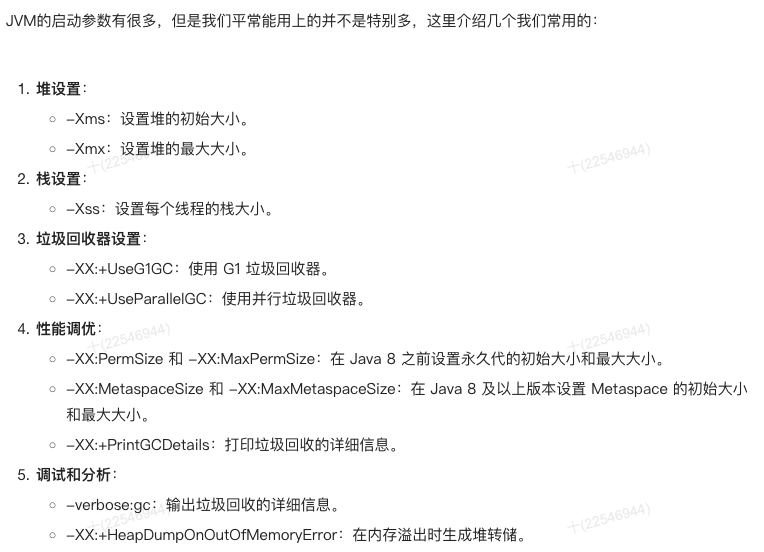 JVM的启动参数有很多，但是我们平常能用上的并不是特别多，这里介绍几个我们常用的：
1. 堆设置：
○ –Xms：设置堆的初始大小。
○ –Xmx：设置堆的最大大小。
十(22546944)
十(22546944)
2. 栈设置：
○ –Xss：设置每个线程的栈大小。
3. 垃圾回收器设置：
○ –XX:+UseG1GC：使用 G1 垃圾回收器。
○ –XX:+UseParallelGC：使用并行垃圾回收器。
4. 性能调优：
十(22546944)
十(22546944)
○ –XX:PermSize 和 –XX:MaxPermSize：在 Java 8 之前设置永久代的初始大小和最大大小。
○ –XX:MetaspaceSize 和 –XX:MaxMetaspaceSize：在 Java 8 及以上版本设置 Metaspace 的初始大小
和最大大小。
○ –XX:+PrintGCDetails：打印垃圾回收的详细信息。
5. 调试和分析：
○ –verbose:gc：输出垃圾回收的详细信息。
十(22546944)
十(22546944)
○ –XX:+HeapDumpOnOutOfMemoryError：在内存溢出时生成堆转储。